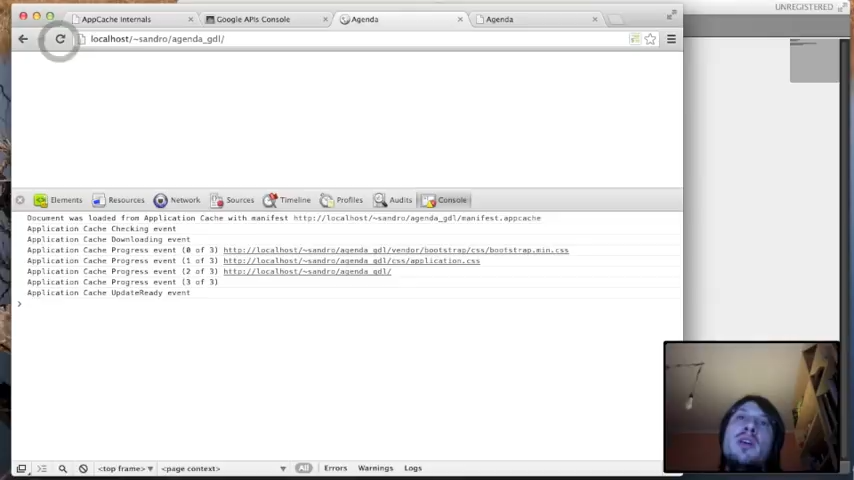 UNREGISTERED
AppCache Internals
Google APIs Console
Agenda
Agenda
localhost/~sandro/agenda_gdl/
Elements
Resources
Network
Sources
Timeline
Profiles
Audits
Console
Document was loaded from Application Cache with manifest http://localhost/~sandro/agenda_gdl/manifest.appcache
Application Cache Checking event
Application Cache Downloading event
Application Cache Progress event (0 of 3) http://localhost/~sandro/agenda_gdl/vendor/bootstrap/css/bootstrap.min.css
Application Cache Progress event (1 of 3) http://localhost/~sandro/agenda_gdl/css/application.css
Application Cache Progress event (2 of 3) http://localhost/~sandro/agenda_gdl/
Application Cache Progress event (3 of 3)
Application Cache UpdateReady event
>
<top frame> ▼ <page context> ▼ All Errors Warnings Logs